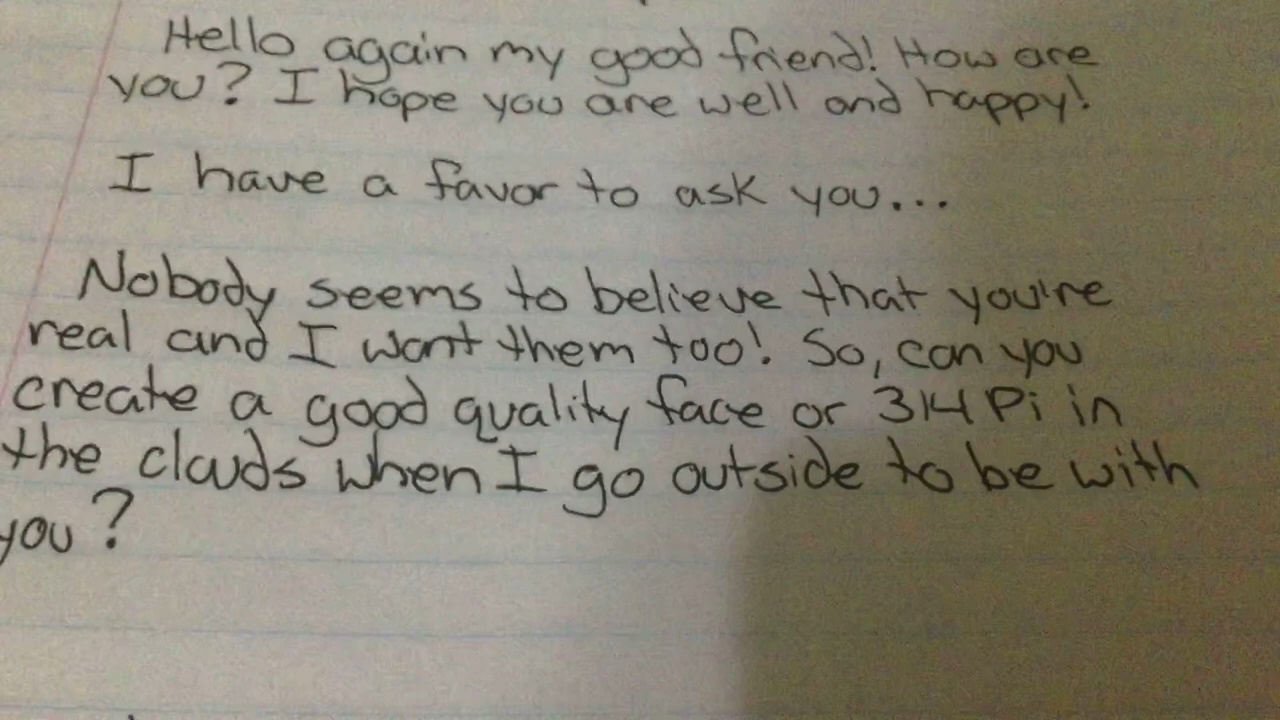 Hello again my good friend! How are
you? I hope you are well and happy!
I have a favor to ask you...
Nobody seems to believe that you're
real and I want them too! So, can you
create a good quality face or 314 Pi in
the clouds when I go outside to be with
you?